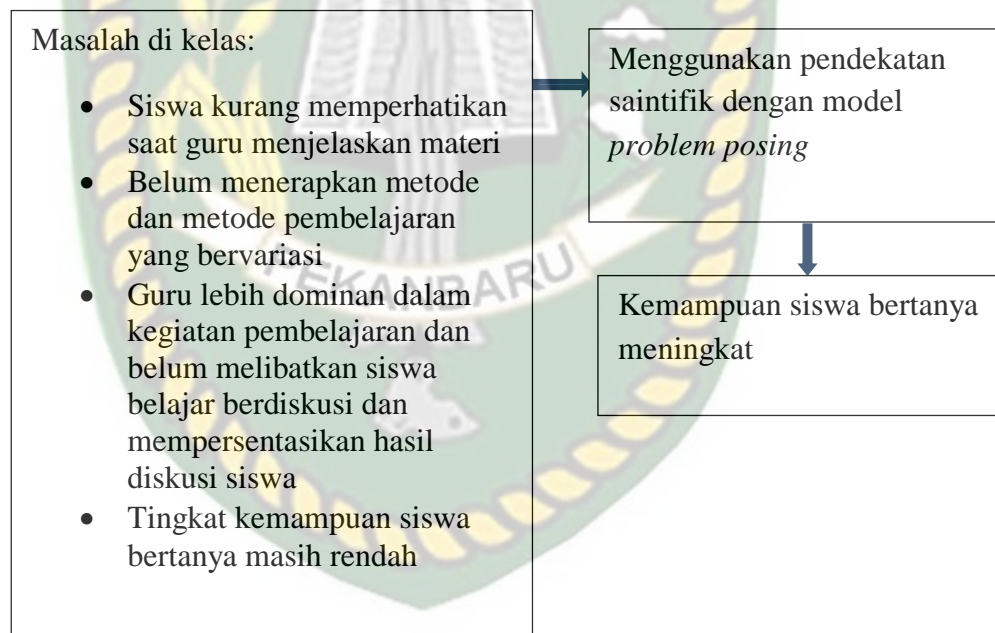 Masalah di kelas:
• Siswa kurang memperhatikan
saat guru menjelaskan materi
• Belum menerapkan metode
dan metode pembelajaran
yang bervariasi
• Guru lebih dominan dalam
kegiatan pembelajaran dan
belum melibatkan siswa
belajar berdiskusi dan
mempersentasikan hasil
diskusi siswa
• Tingkat kemampuan siswa
bertanya masih rendah
Menggunakan pendekatan
saintifik dengan model
problem posing
Kemampuan siswa bertanya
meningkat
PEKANBARU